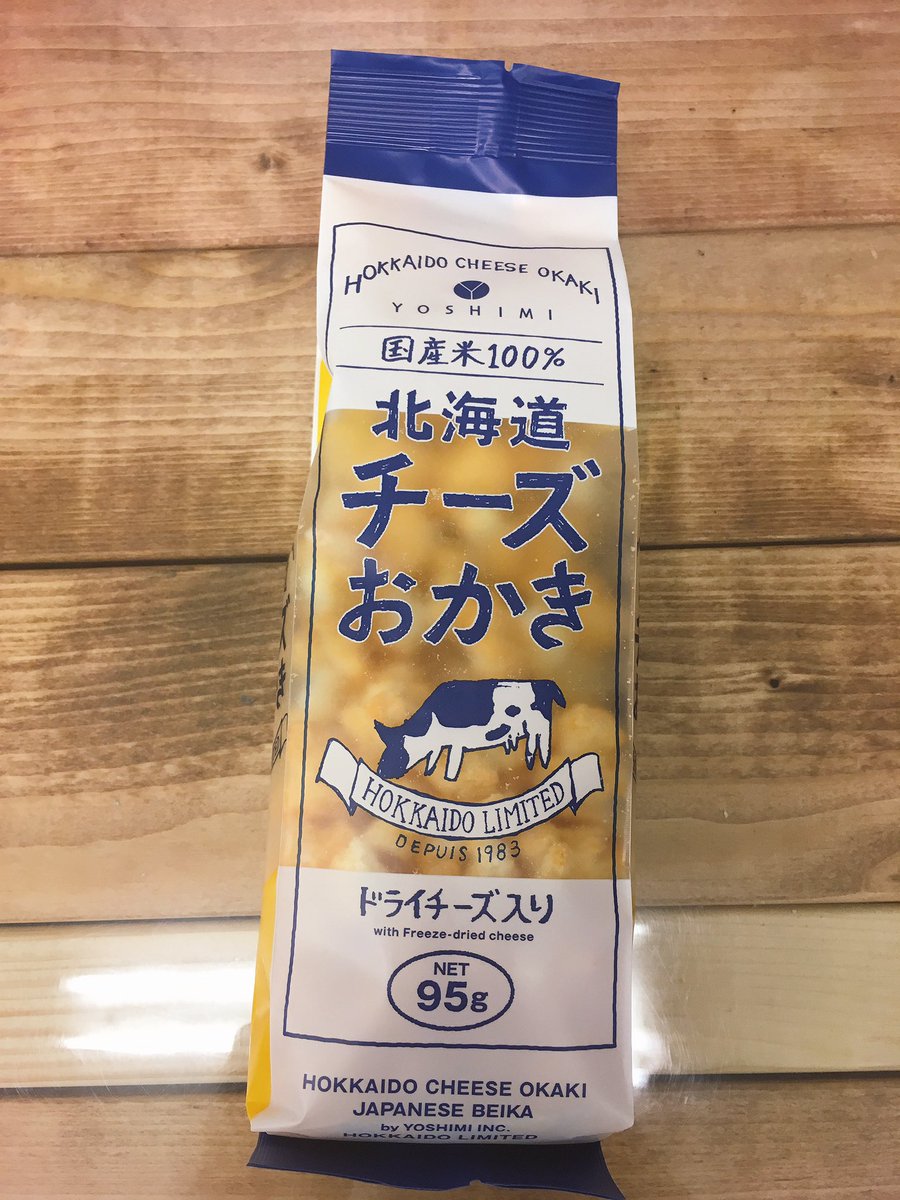 HOKKAIDO CHEESE OKAKI
YOSHIMI
国産米100%
北海道
チーズ
おかき
HOKKAIDO LIMITED
DEPUIS 1983
ドライチーズ入り
with Freeze-dried cheese
NET
95g
HOKKAIDO CHEESE OKAKI
JAPANESE BEIKA
by YOSHIMI INC.
HOKKAIDO LIMITED